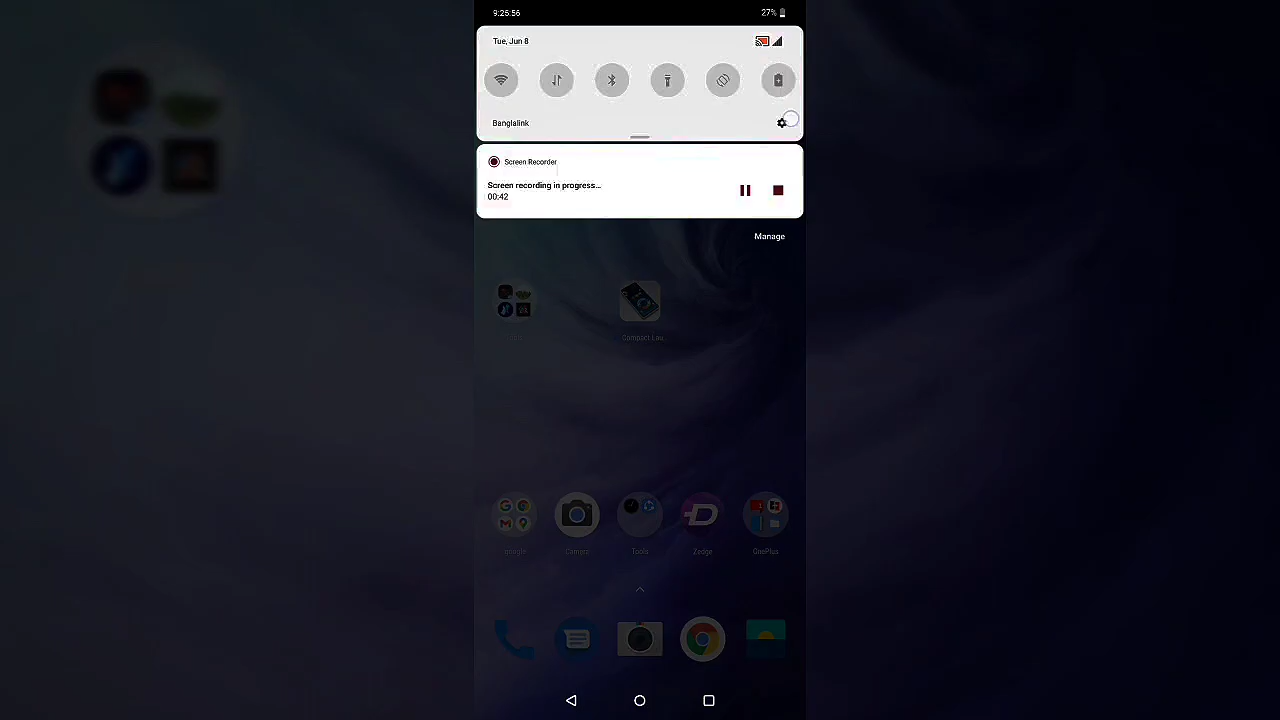 9:25:56
27%
Tue, Jun 8
Banglalink
Screen Recorder
Screen recording in progress...
00:42
Manage
Compact Lau..
google
Camera
Tools
Zedge
OnePlus